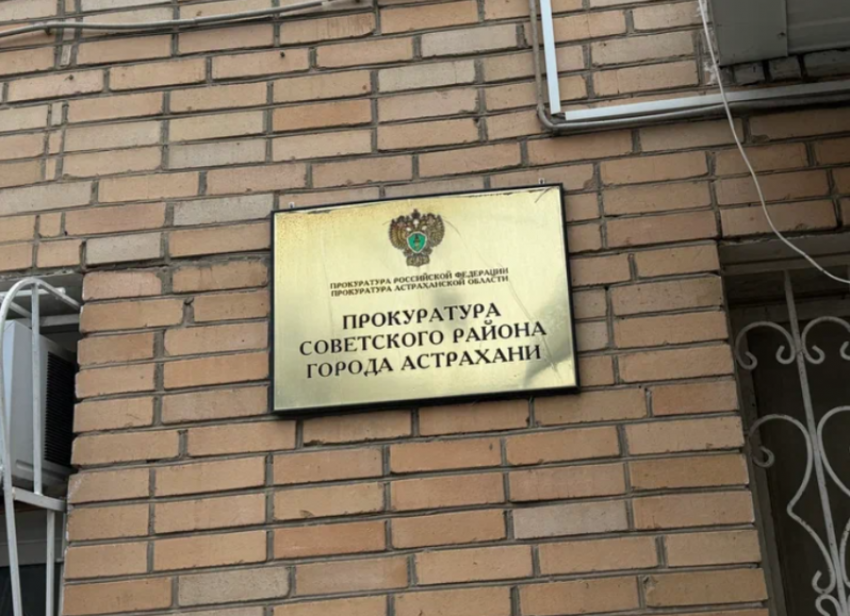 ПРОКУРАТУРА РОССИЙСКОЙ ФЕДЕРАЦИИ
ПРОКУРАТУРА АСТРАХАНСКОЙ ОБЛАСТИ
ПРОКУРАТУРА
СОВЕТСКОГО РАЙОНА
ГОРОДА АСТРАХАНИ